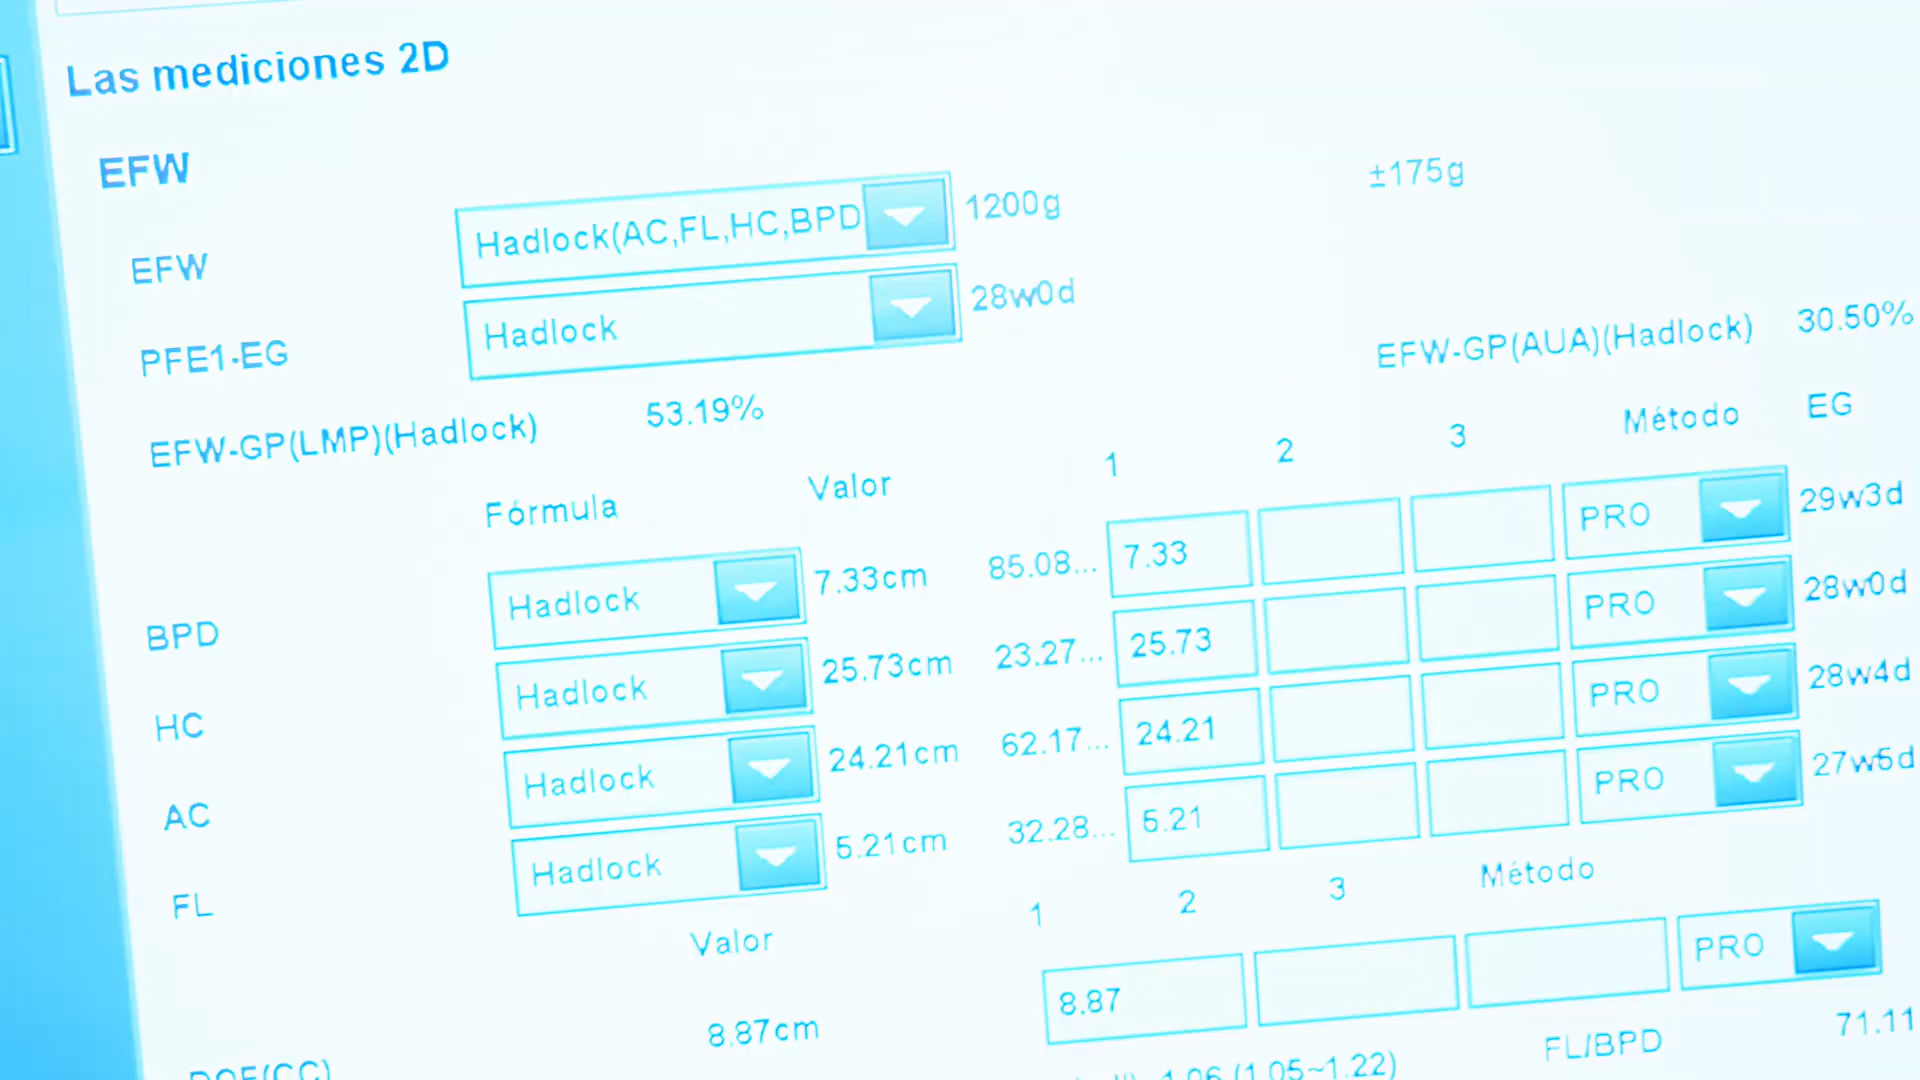 Las mediciones 2D
EFW
EFW Hadlock(AC,FL,HC,BPD 1200g ±175g
PFE1-EG Hadlock 28w0d
EFW-GP(LMP)(Hadlock) 53.19% EFW-GP(AUA)(Hadlock) 30.50%
Fórmula Valor 1 2 3 Método EG
BPD Hadlock 7.33cm 85.08... 7.33 PRO 29w3d
HC Hadlock 25.73cm 23.27... 25.73 PRO 28w0d
AC Hadlock 24.21cm 62.17... 24.21 PRO 28w4d
FL Hadlock 5.21cm 32.28... 5.21 PRO
Valor 1 2 3 Método
8.87cm 8.87 PRO
1.06 (1.05~1.22) FL/BPD 71.11